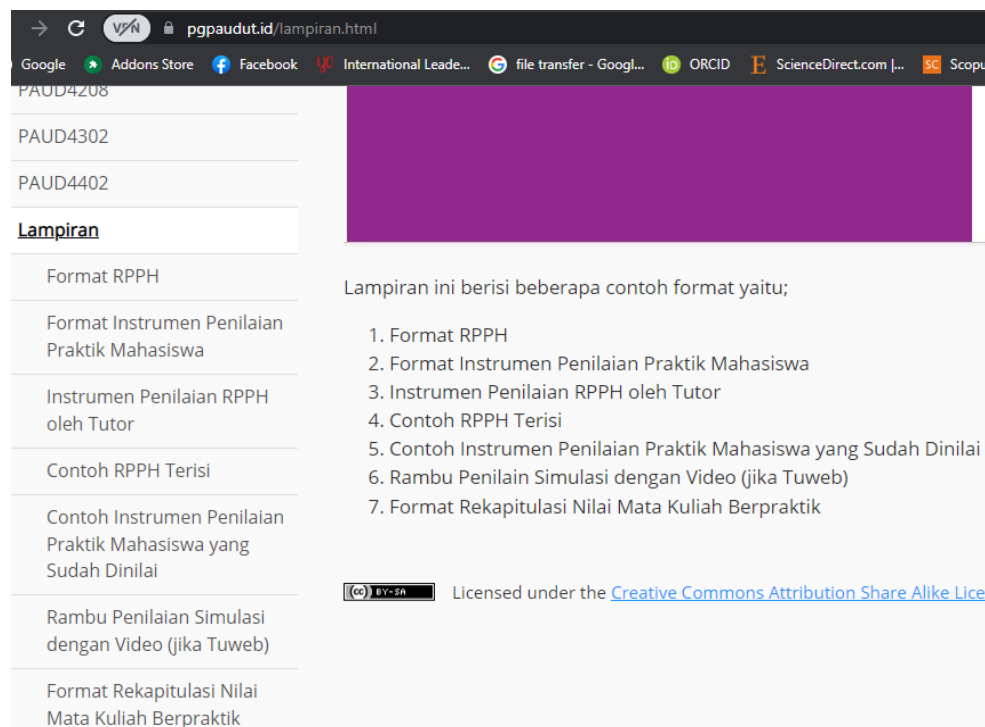 VPN pgpaudut.id/lampiran.html
Google Addons Store Facebook International Leade... file transfer - Googl... ORCID ScienceDirect.com |... SC Scopu
PAUD4208
PAUD4302
PAUD4402
Lampiran
Format RPPH
Format Instrumen Penilaian
Praktik Mahasiswa
Instrumen Penilaian RPPH
oleh Tutor
Contoh RPPH Terisi
Contoh Instrumen Penilaian
Praktik Mahasiswa yang
Sudah Dinilai
Rambu Penilaian Simulasi
dengan Video (jika Tuweb)
Format Rekapitulasi Nilai
Mata Kuliah Berpraktik
Lampiran ini berisi beberapa contoh format yaitu;
1. Format RPPH
2. Format Instrumen Penilaian Praktik Mahasiswa
3. Instrumen Penilaian RPPH oleh Tutor
4. Contoh RPPH Terisi
5. Contoh Instrumen Penilaian Praktik Mahasiswa yang Sudah Dinilai
6. Rambu Penilain Simulasi dengan Video (jika Tuweb)
7. Format Rekapitulasi Nilai Mata Kuliah Berpraktik
(cc) BY-SA Licensed under the Creative Commons Attribution Share Alike Lice